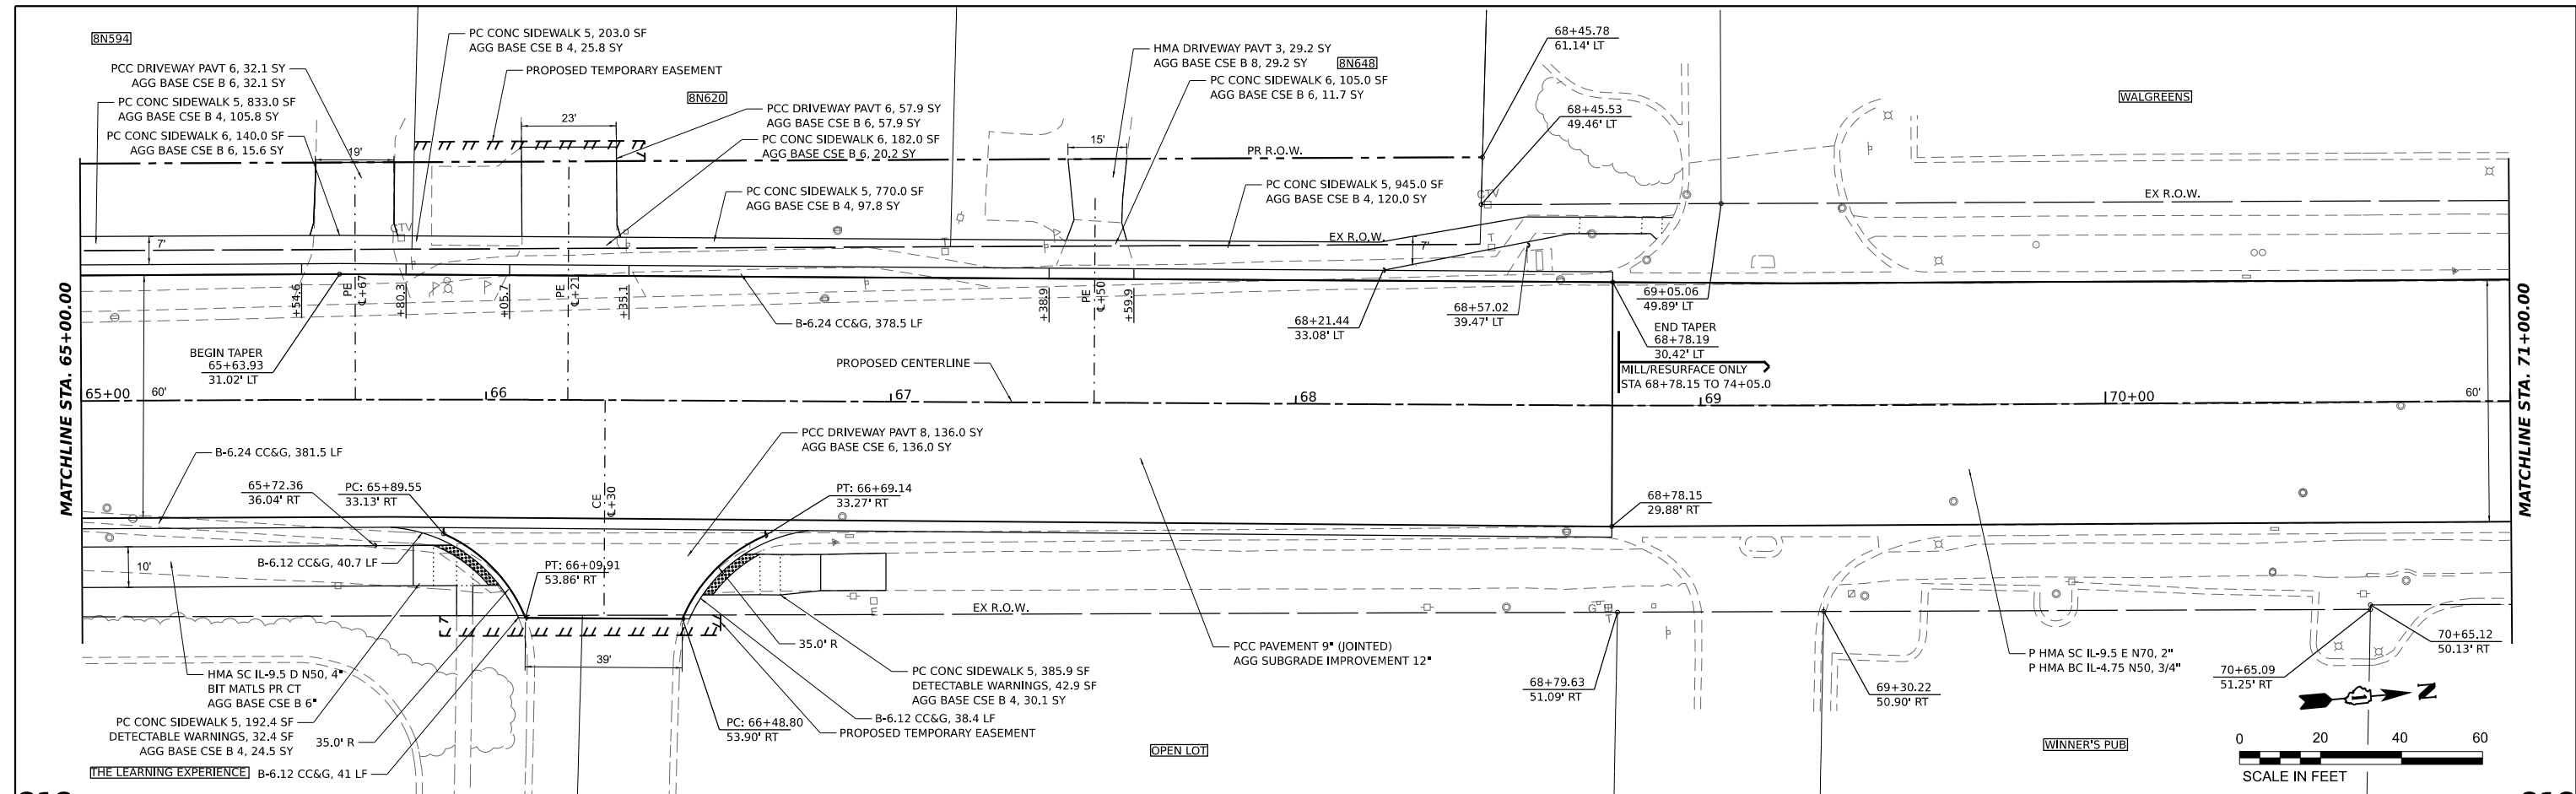 8N594
PC CONC SIDEWALK 5, 203.0 SF
AGG BASE CSE B 4, 25.8 SY
PCC DRIVEWAY PAVT 6, 32.1 SY
AGG BASE CSE B 6, 32.1 SY
PROPOSED TEMPORARY EASEMENT
PC CONC SIDEWALK 5, 833.0 SF
AGG BASE CSE B 4, 105.8 SY
PC CONC SIDEWALK 6, 140.0 SF
AGG BASE CSE B 6, 15.6 SY
8N620
23'
19'
PCC DRIVEWAY PAVT 6, 57.9 SY
AGG BASE CSE B 6, 57.9 SY
PC CONC SIDEWALK 6, 182.0 SF
AGG BASE CSE B 6, 20.2 SY
PC CONC SIDEWALK 5, 770.0 SF
AGG BASE CSE B 4, 97.8 SY
HMA DRIVEWAY PAVT 3, 29.2 SY
AGG BASE CSE B 8, 29.2 SY
8N648
PC CONC SIDEWALK 6, 105.0 SF
AGG BASE CSE B 6, 11.7 SY
15'
PR R.O.W.
PC CONC SIDEWALK 5, 945.0 SF
AGG BASE CSE B 4, 120.0 SY
68+45.78
61.14' LT
68+45.53
49.46' LT
WALGREENS
CTV
EX R.O.W.
CTV
T
EX R.O.W.
T
7'
7'
MATCHLINE STA. 65+00.00
+54.6
PE
℄+67
+80.3
+05.7
PE
℄+21
+35.1
+38.9
PE
℄+50
+59.9
B-6.24 CC&G, 378.5 LF
68+21.44
33.08' LT
68+57.02
39.47' LT
69+05.06
49.89' LT
END TAPER
68+78.19
30.42' LT
MILL/RESURFACE ONLY
STA 68+78.15 TO 74+05.0
BEGIN TAPER
65+63.93
31.02' LT
PROPOSED CENTERLINE
65+00
60'
66
67
68
69
70+00
60'
MATCHLINE STA. 71+00.00
PCC DRIVEWAY PAVT 8, 136.0 SY
AGG BASE CSE 6, 136.0 SY
B-6.24 CC&G, 381.5 LF
65+72.36
36.04' RT
PC: 65+89.55
33.13' RT
CE
℄+30
PT: 66+69.14
33.27' RT
68+78.15
29.88' RT
10'
B-6.12 CC&G, 40.7 LF
PT: 66+09.91
53.86' RT
E
EX R.O.W.
G
T
35.0' R
39'
PCC PAVEMENT 9" (JOINTED)
AGG SUBGRADE IMPROVEMENT 12"
HMA SC IL-9.5 D N50, 4"
BIT MATLS PR CT
AGG BASE CSE B 6"
PC CONC SIDEWALK 5, 385.9 SF
DETECTABLE WARNINGS, 42.9 SF
AGG BASE CSE B 4, 30.1 SY
68+79.63
51.09' RT
69+30.22
50.90' RT
P HMA SC IL-9.5 E N70, 2"
P HMA BC IL-4.75 N50, 3/4"
70+65.09
51.25' RT
70+65.12
50.13' RT
N
PC CONC SIDEWALK 5, 192.4 SF
DETECTABLE WARNINGS, 32.4 SF
AGG BASE CSE B 4, 24.5 SY
35.0' R
PC: 66+48.80
53.90' RT
B-6.12 CC&G, 38.4 LF
PROPOSED TEMPORARY EASEMENT
OPEN LOT
WINNER'S PUB
0 20 40 60
SCALE IN FEET
THE LEARNING EXPERIENCE
B-6.12 CC&G, 41 LF